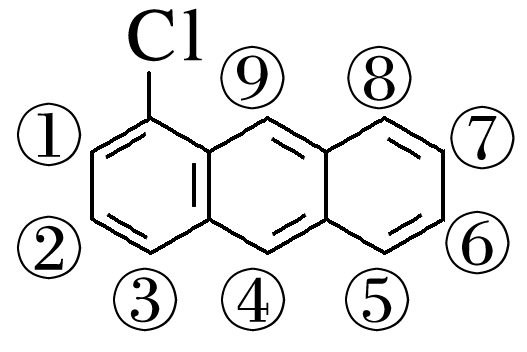 Cl
⑨ ⑧
① ⑦
② ⑥
③ ④ ⑤